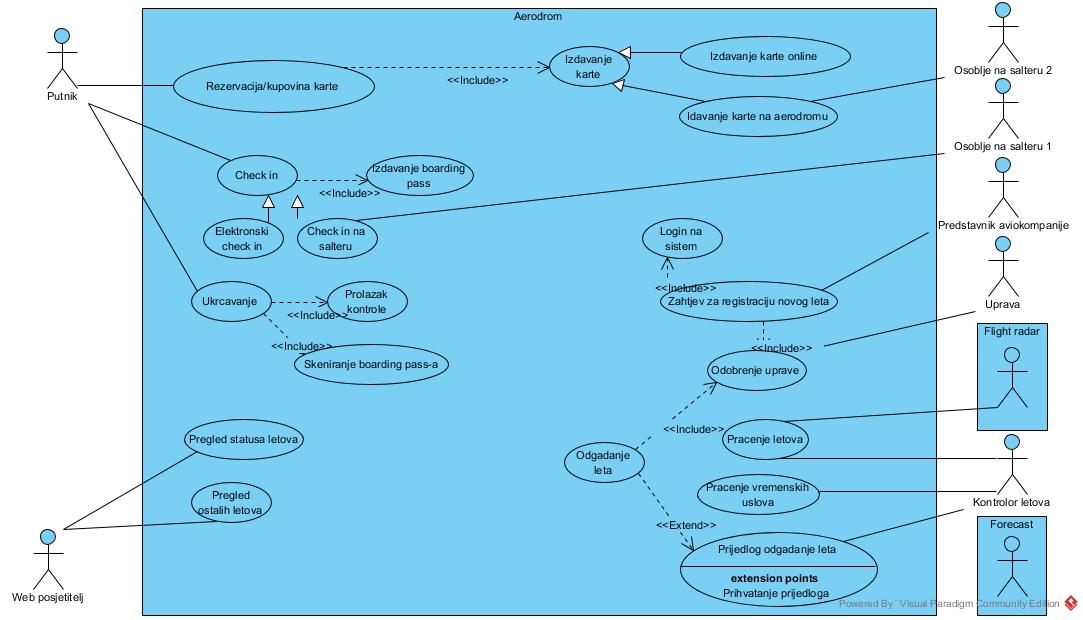 Aerodrom
Putnik
Rezervacija/kupovina karte
<<Include>>
Izdavanje
karte
Izdavanje karte online
Idavanje karte na aerodromu
Osoblje na salteru 2
Osoblje na salteru 1
Check in
<<Include>>
Izdavanje boarding
pass
Elektronski
check in
Check in na
salteru
Predstavnik aviokompanije
Login na
sistem
<<Include>>
Zahtjev za registraciju novog leta
Ukrcavanje
<<Include>>
Prolazak
kontrole
<<Include>>
Skeniranje boarding pass-a
Uprava
<<Include>>
Odobrenje uprave
Flight radar
<<Include>>
Pracenje letova
Odgadanje
leta
Pregled statusa letova
Pregled
ostalih letova
Pracenje vremenskih
uslova
Kontrolor letova
<<Extend>>
Prijedlog odgadanje leta
extension points
Prihvatanje prijedloga
Forecast
Web posjetitelj
Powered By Visual Paradigm Community Edition